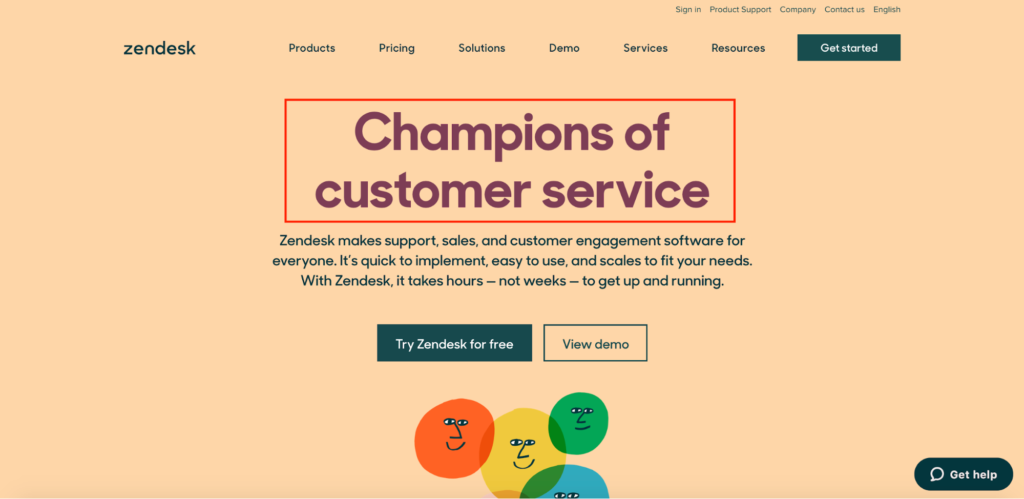 Sign in Product Support Company Contact us English
zendesk Products Pricing Solutions Demo Services Resources Get started
Champions of
customer service
Zendesk makes support, sales, and customer engagement software for
everyone. It's quick to implement, easy to use, and scales to fit your needs.
With Zendesk, it takes hours — not weeks — to get up and running.
Try Zendesk for free View demo
Get help